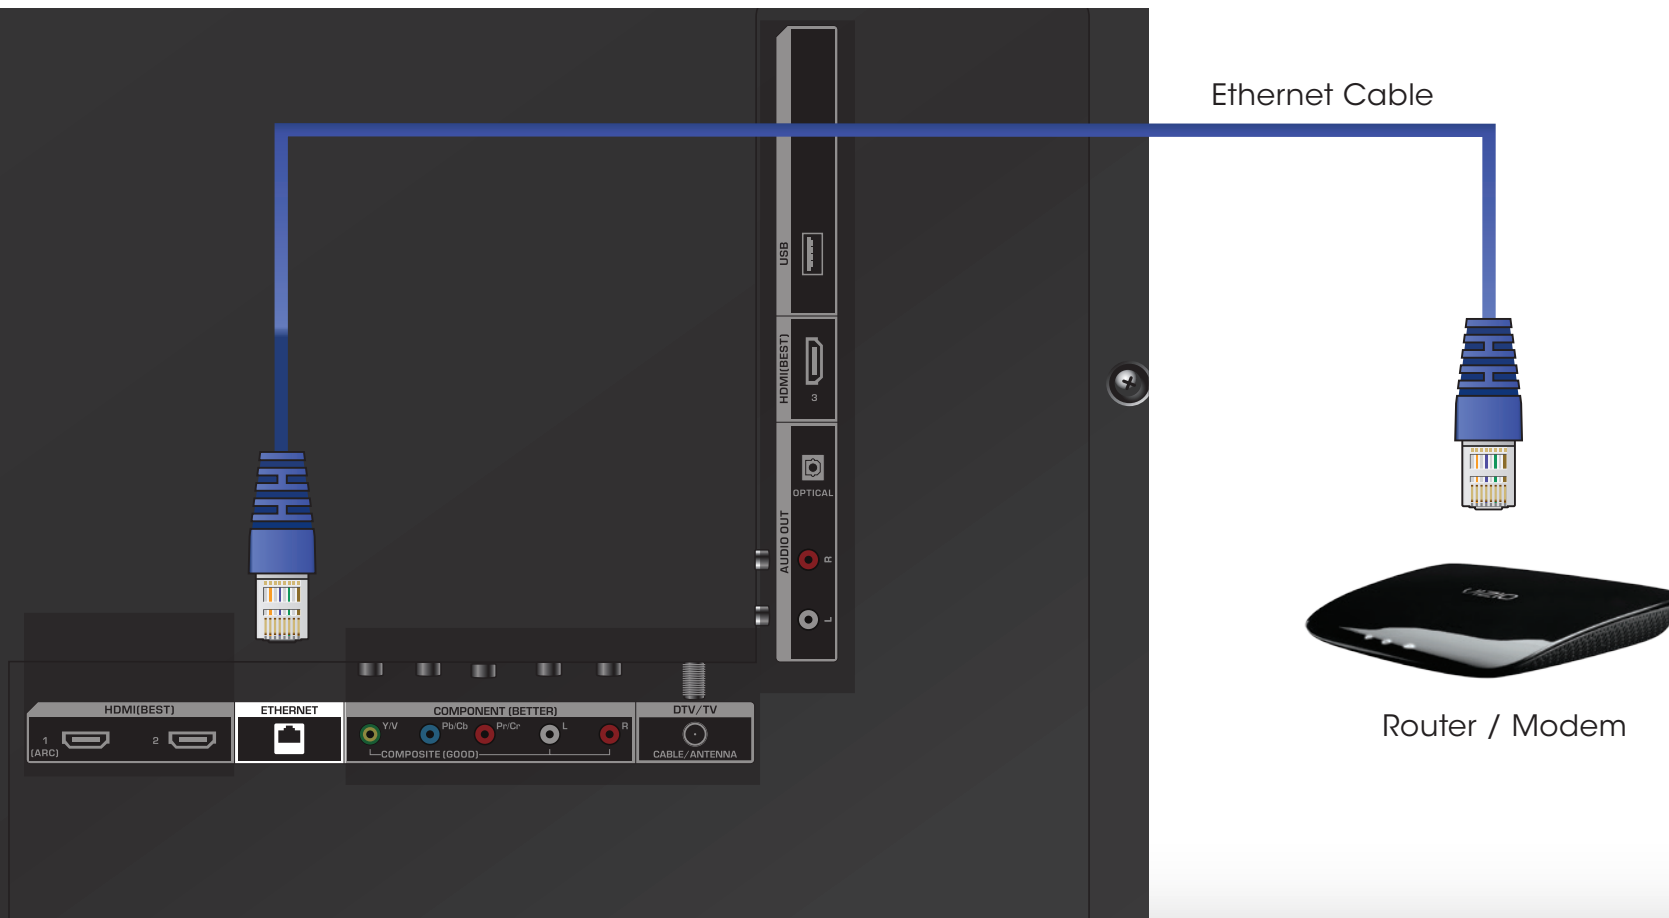 Ethernet Cable
USB
HDMI(BEST)
3
OPTICAL
AUDIO OUT
R
L
VIZIO
Router / Modem
HDMI(BEST)
1
(ARC)
2
ETHERNET
COMPONENT (BETTER)
Y/V
Pb/Cb
Pr/Cr
L
R
COMPOSITE (GOOD)
DTV/TV
CABLE/ANTENNA